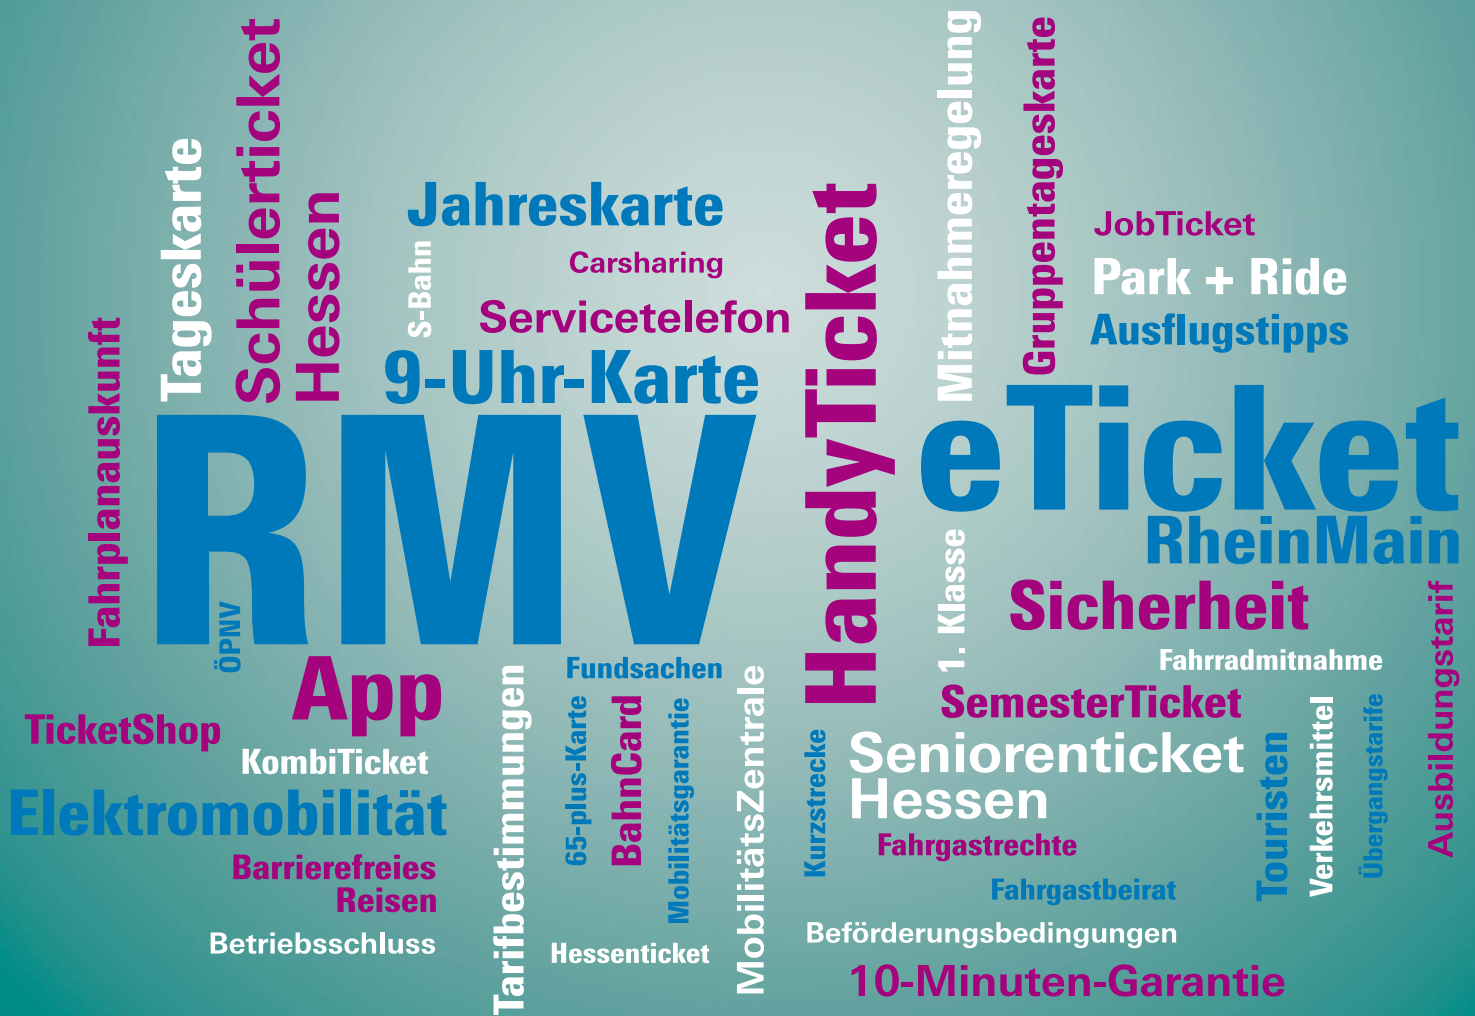 Fahrplanauskunft
Tageskarte
Schülerticket
Hessen
Jahreskarte
S-Bahn
Carsharing
Servicetelefon
9-Uhr-Karte
RMV
ÖPNV
HandyTicket
Mitnahmeregelung
Gruppentageskarte
JobTicket
Park + Ride
Ausflugstipps
eTicket
RheinMain
1. Klasse
Sicherheit
Fahrradmitnahme
SemesterTicket
Ausbildungstarif
App
TicketShop
KombiTicket
Elektromobilität
Barrierefreies
Reisen
Betriebsschluss
Tarifbestimmungen
Fundsachen
65-plus-Karte
BahnCard
Mobilitätsgarantie
Hessenticket
MobilitätsZentrale
Kurzstrecke
Seniorenticket
Hessen
Fahrgastrechte
Fahrgastbeirat
Touristen
Verkehrsmittel
Übergangstarife
Beförderungsbedingungen
10-Minuten-Garantie